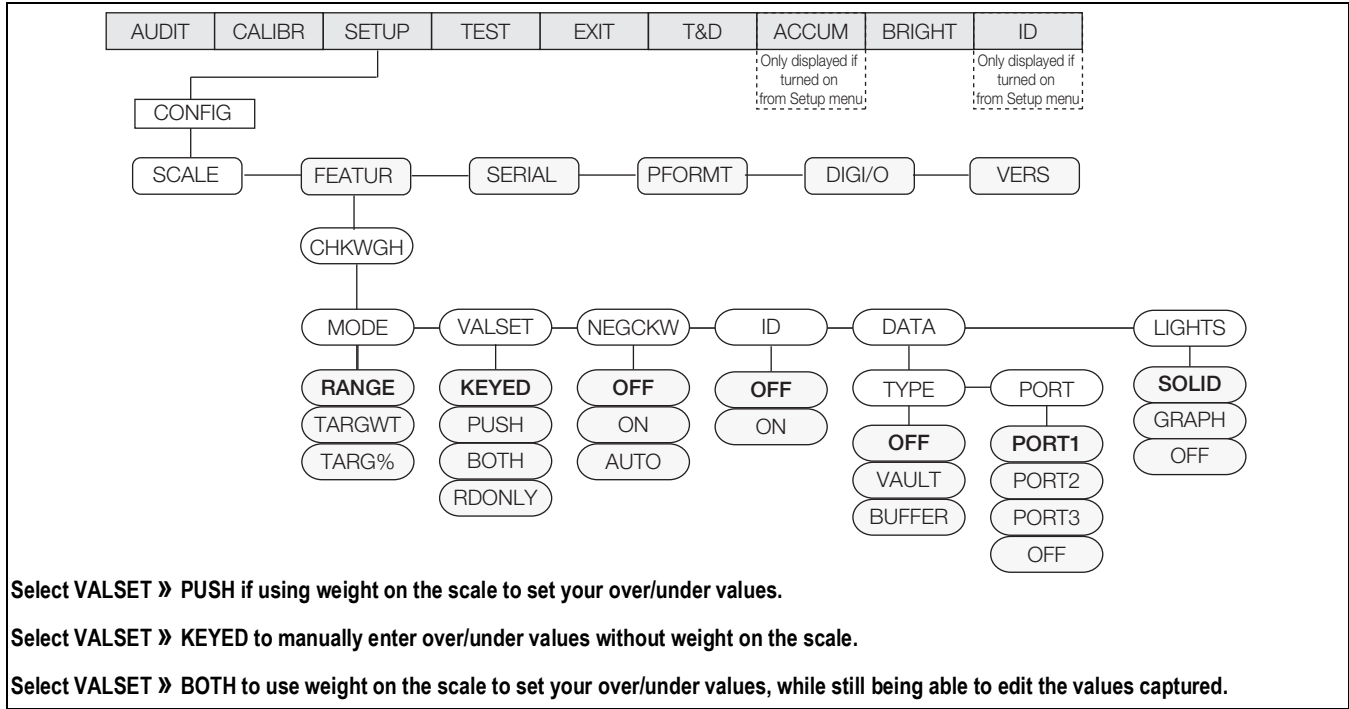 AUDIT CALIBR SETUP TEST EXIT T&D ACCUM BRIGHT ID
Only displayed if
turned on
from Setup menu
Only displayed if
turned on
from Setup menu
CONFIG
SCALE FEATUR SERIAL PFORMT DIGI/O VERS
CHKWGH
MODE VALSET NEGCKW ID DATA LIGHTS
RANGE
TARGWT
TARG%
KEYED
PUSH
BOTH
RDONLY
OFF
ON
AUTO
OFF
ON
TYPE PORT
OFF
VAULT
BUFFER
PORT1
PORT2
PORT3
OFF
SOLID
GRAPH
OFF
Select VALSET » PUSH if using weight on the scale to set your over/under values.
Select VALSET » KEYED to manually enter over/under values without weight on the scale.
Select VALSET » BOTH to use weight on the scale to set your over/under values, while still being able to edit the values captured.